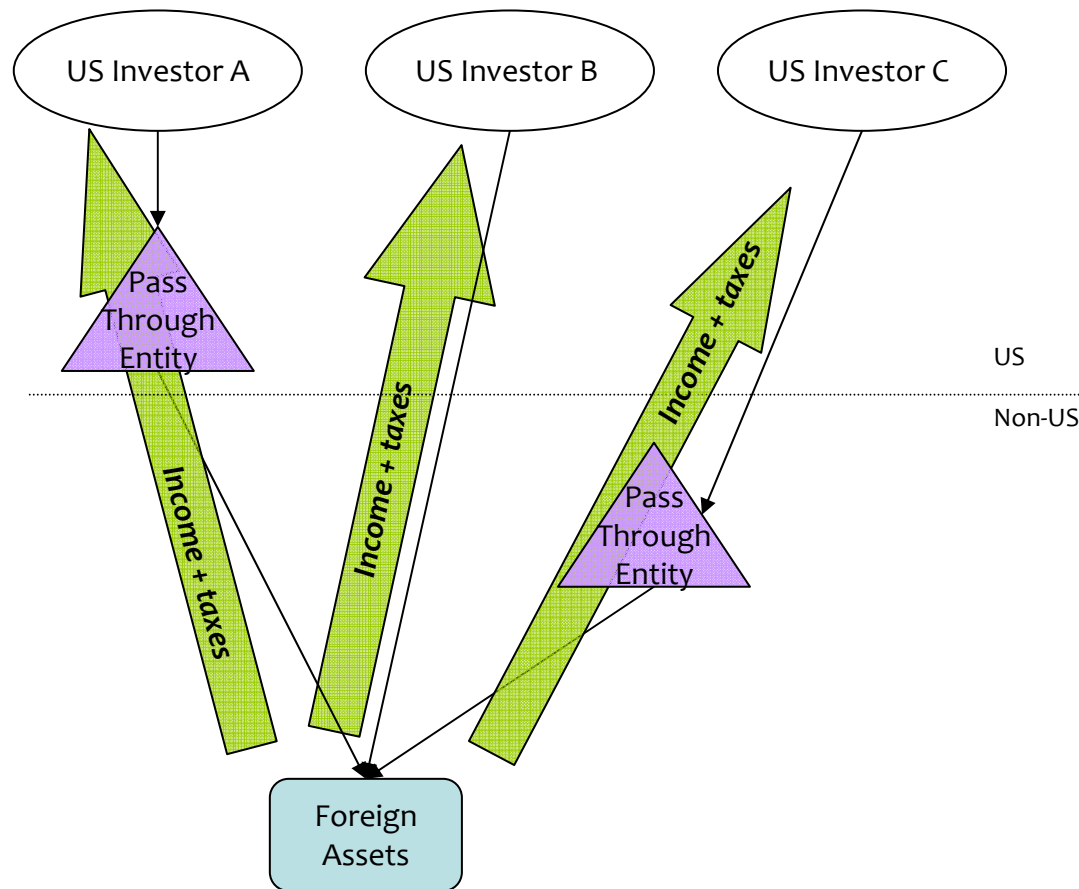 US Investor A
US Investor B
US Investor C
Pass
Through
Entity
Income + taxes
Income + taxes
Income + taxes
US
Non-US
Pass
Through
Entity
Foreign
Assets